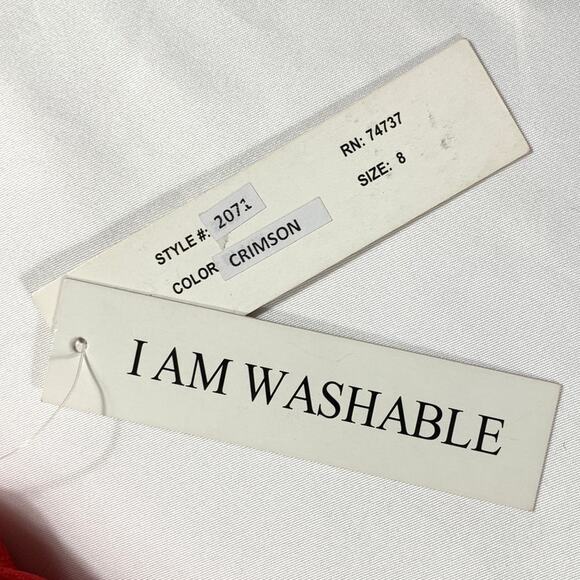 STYLE #: 2071
COLOR CRIMSON
RN: 74737
SIZE: 8
I AM WASHABLE